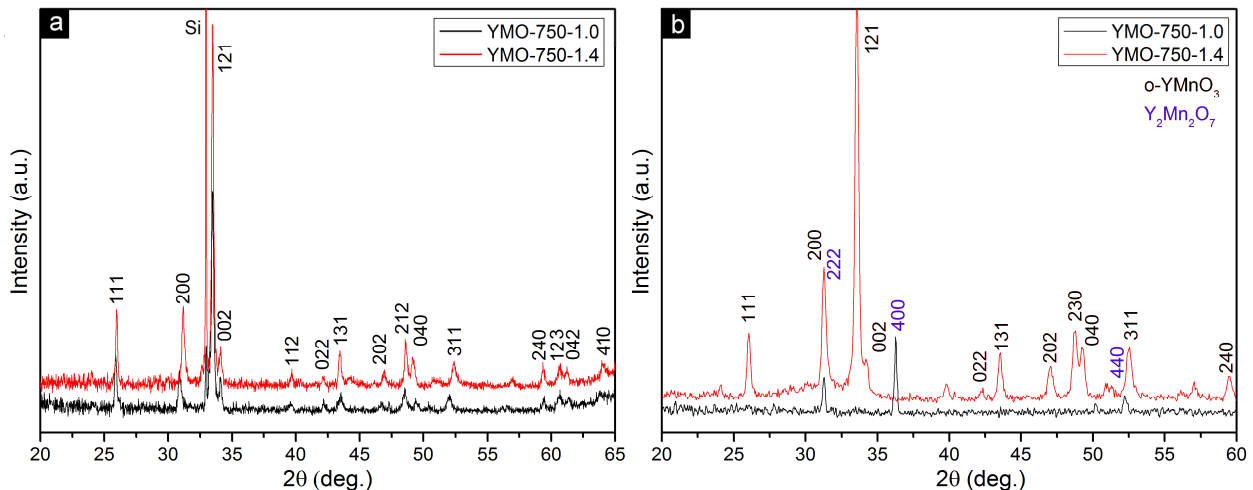 a
Si
121
YMO-750-1.0
YMO-750-1.4
111
200
002
112
022
131
202
212
040
311
240
123
042
410
Intensity (a.u.)
20 25 30 35 40 45 50 55 60 65
2θ (deg.)
b
121
YMO-750-1.0
YMO-750-1.4
o-YMnO3
Y2Mn2O7
111
200
222
002
400
022
131
202
230
040
440
311
240
Intensity (a.u.)
20 25 30 35 40 45 50 55 60
2θ (deg.)